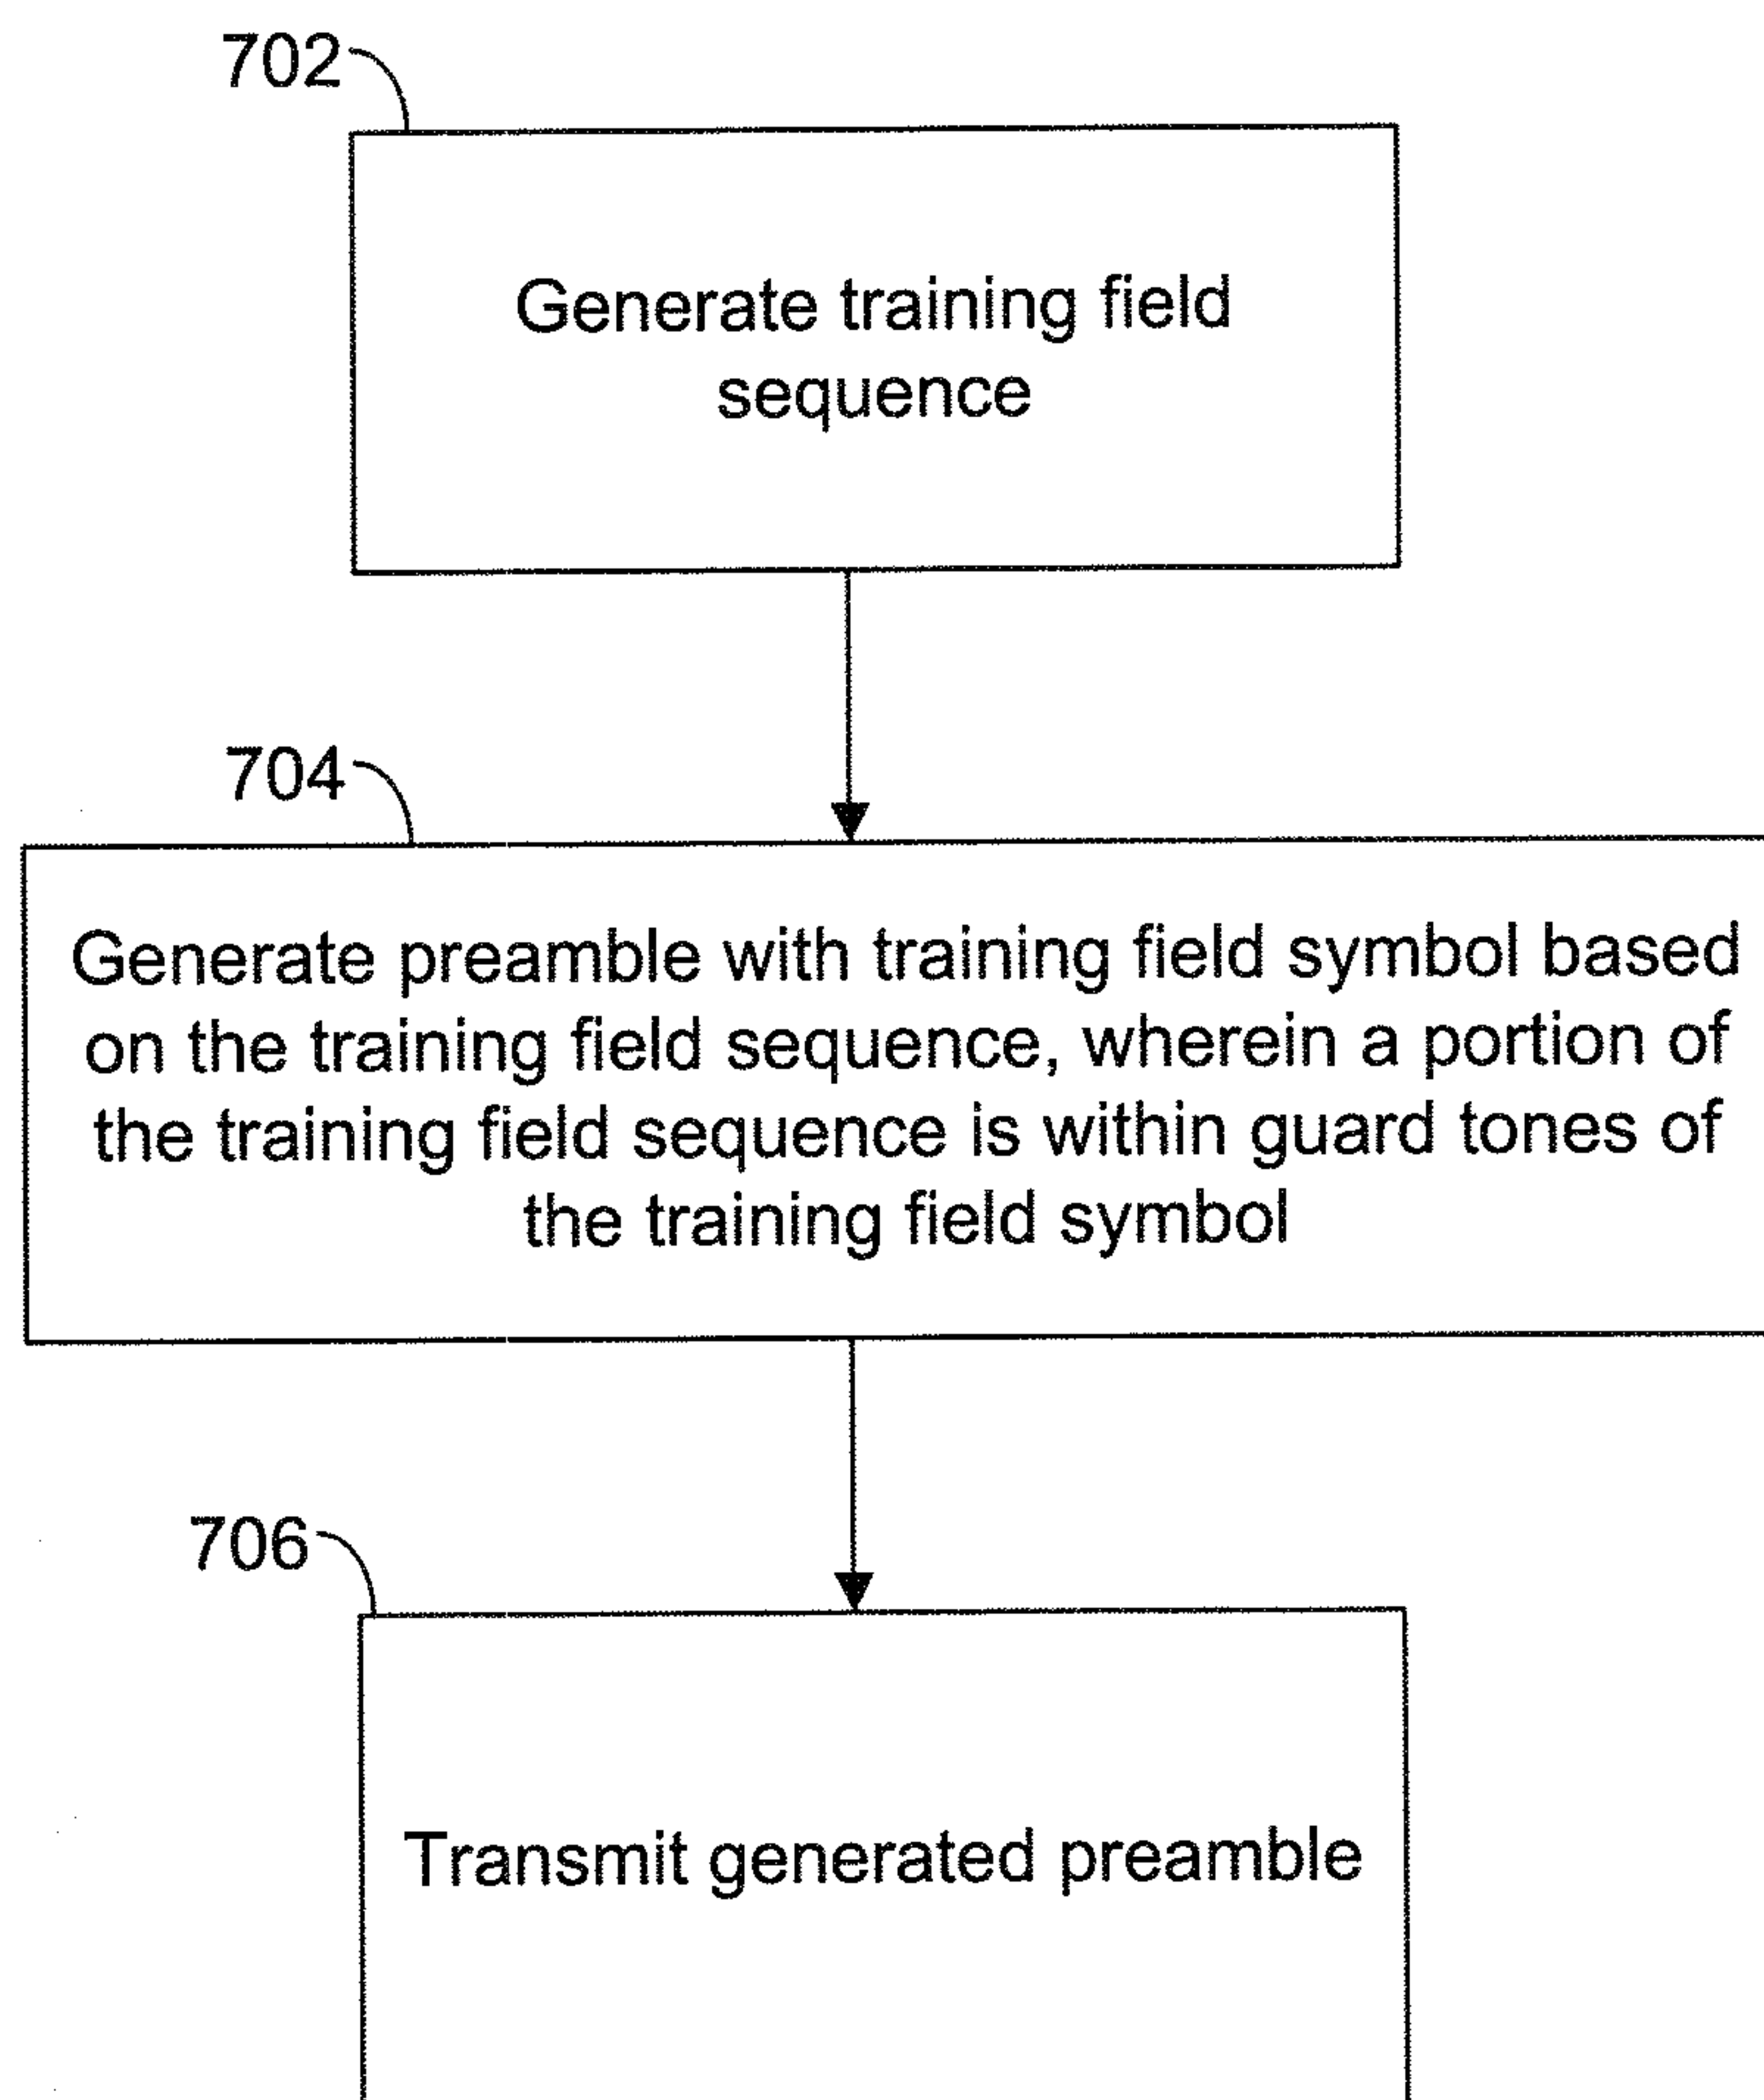 702
Generate training field
sequence
704
Generate preamble with training field symbol based
on the training field sequence, wherein a portion of
the training field sequence is within guard tones of
the training field symbol
706
Transmit generated preamble